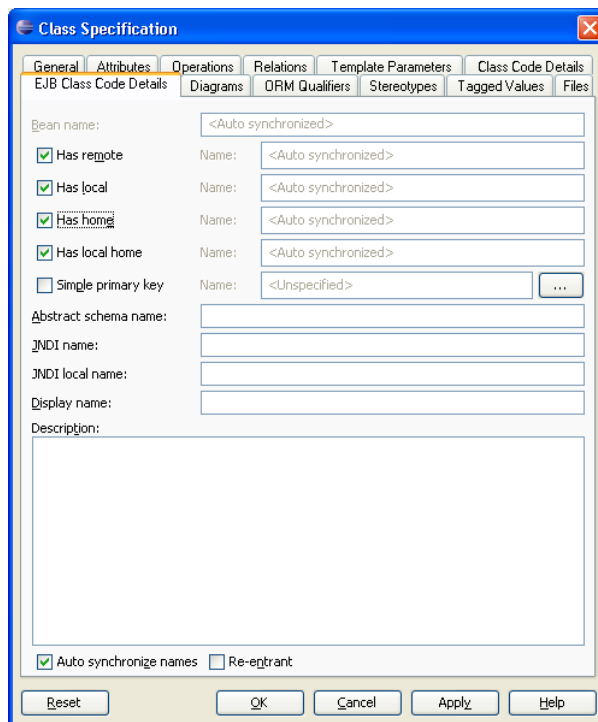 Class Specification
General Attributes Operations Relations Template Parameters Class Code Details
EJB Class Code Details Diagrams ORM Qualifiers Stereotypes Tagged Values Files
Bean name: <Auto synchronized>
Has remote Name: <Auto synchronized>
Has local Name: <Auto synchronized>
Has home Name: <Auto synchronized>
Has local home Name: <Auto synchronized>
Simple primary key Name: <Unspecified> ...
Abstract schema name:
JNDI name:
JNDI local name:
Display name:
Description:
Auto synchronize names Re-entrant
Reset OK Cancel Apply Help